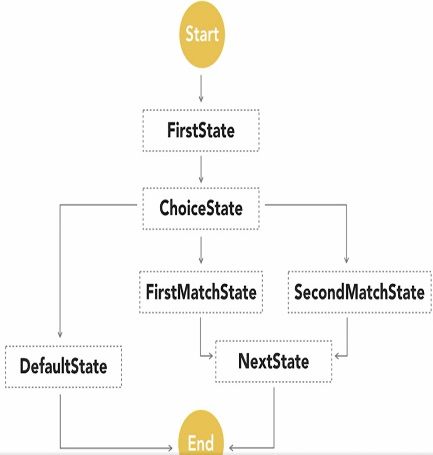 Start
FirstState
ChoiceState
FirstMatchState
SecondMatchState
DefaultState
NextState
End